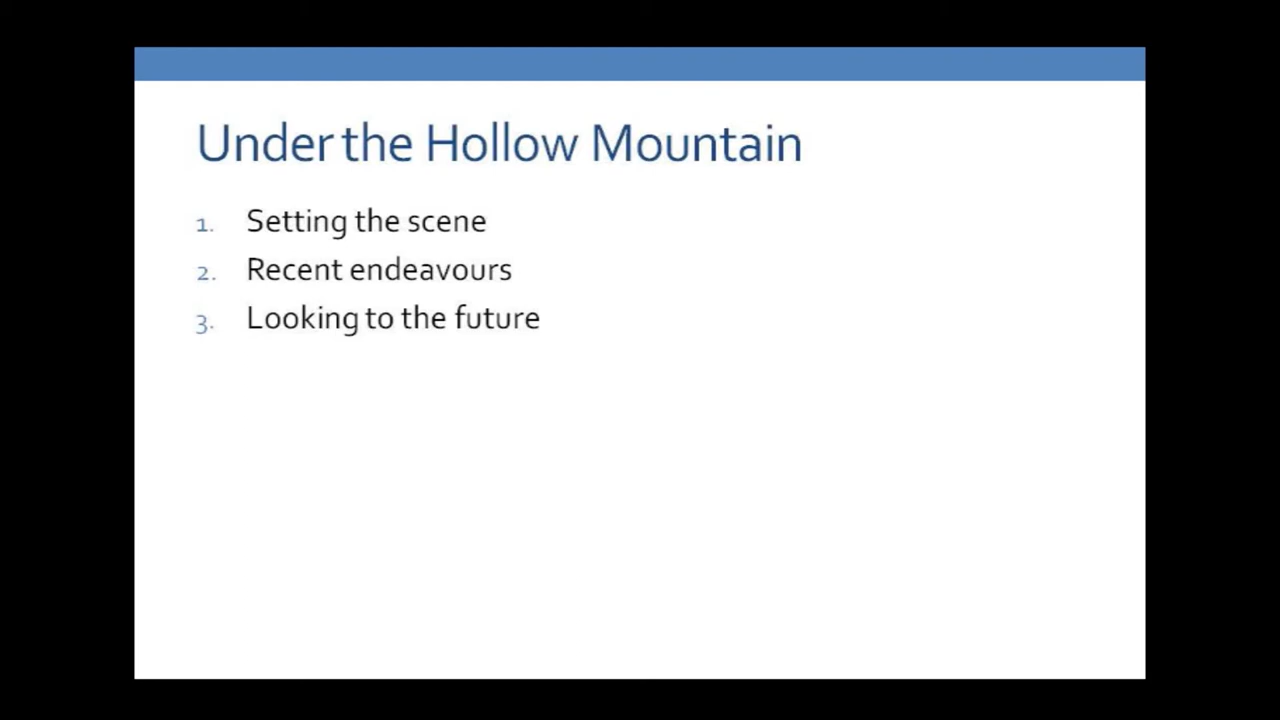 Under the Hollow Mountain
1. Setting the scene
2. Recent endeavours
3. Looking to the future